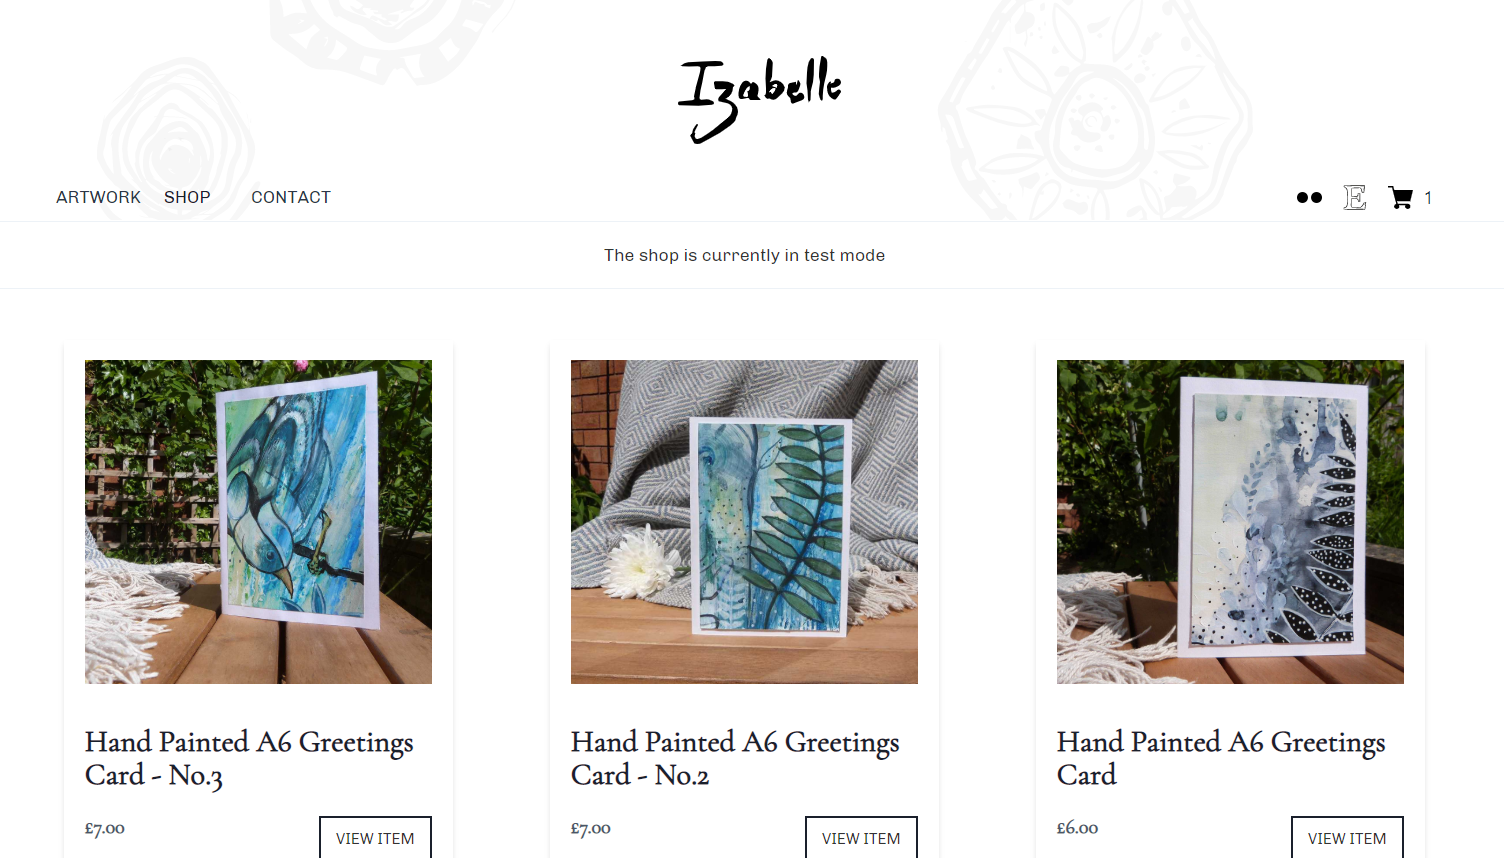 Izabelle
ARTWORK SHOP CONTACT
E 1
The shop is currently in test mode
Hand Painted A6 Greetings
Card - No.3
£7.00
VIEW ITEM
Hand Painted A6 Greetings
Card - No.2
£7.00
VIEW ITEM
Hand Painted A6 Greetings
Card
£6.00
VIEW ITEM